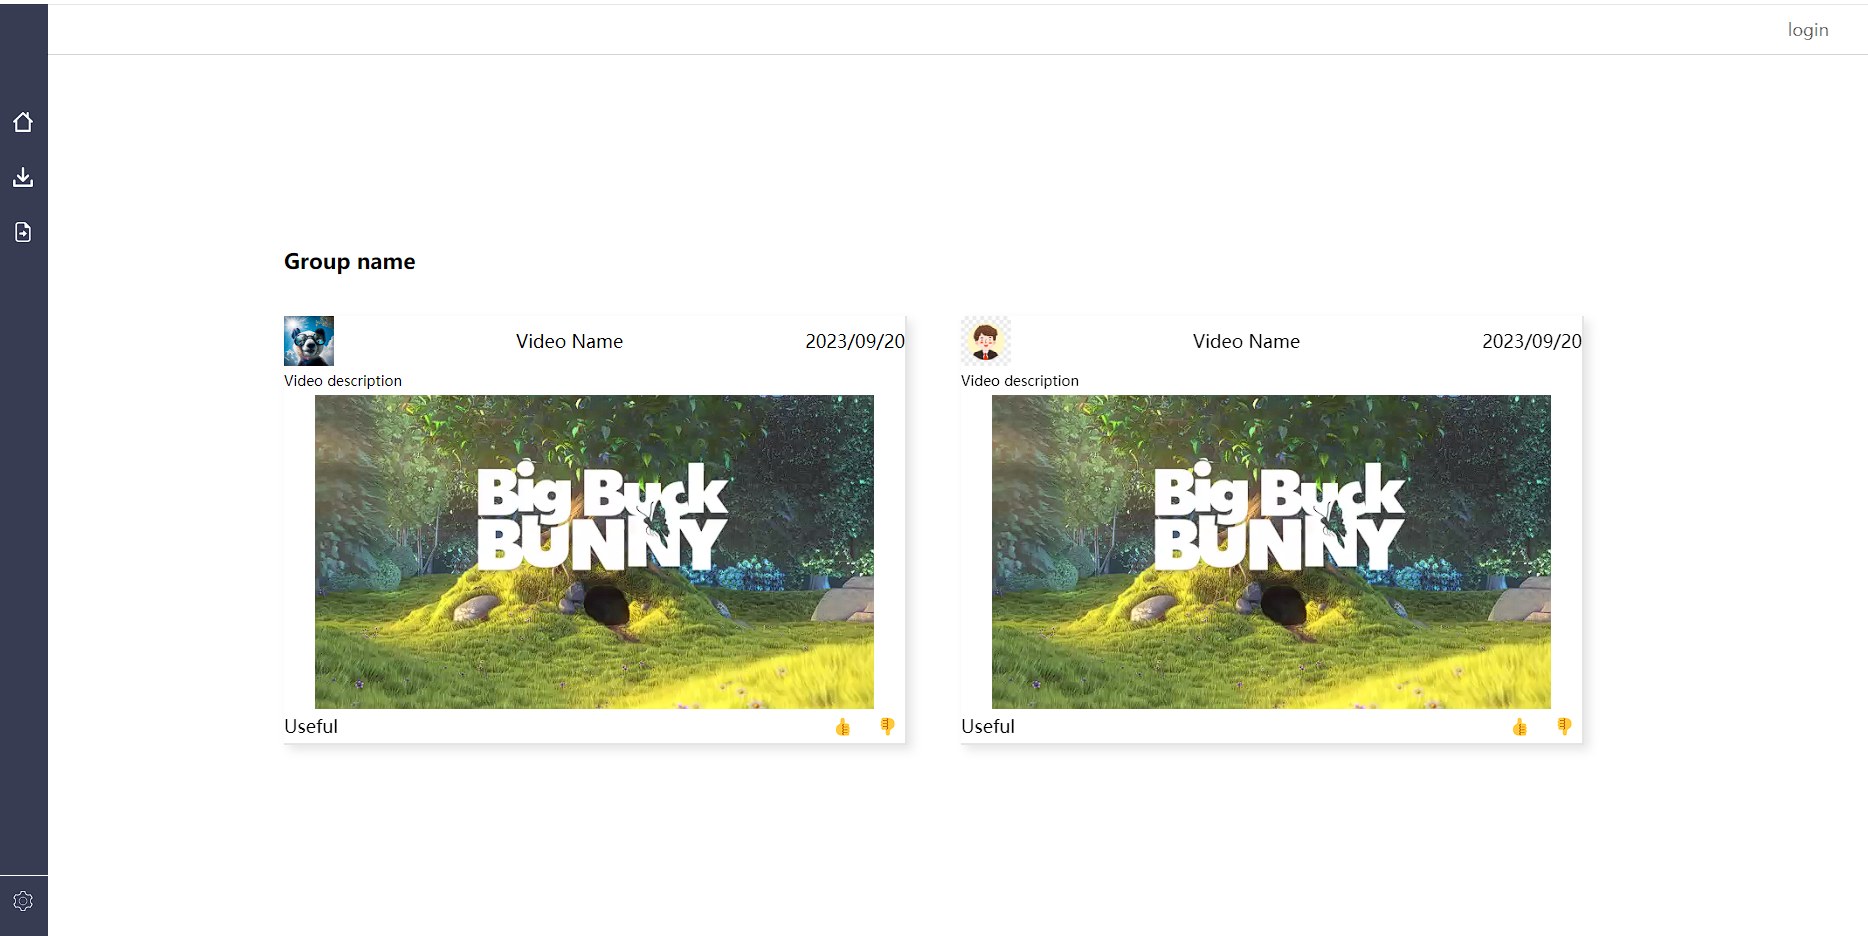 login
Group name
Video Name 2023/09/20
Video description
Big Buck
BUNNY
Useful
Video Name 2023/09/20
Video description
Big Buck
BUNNY
Useful